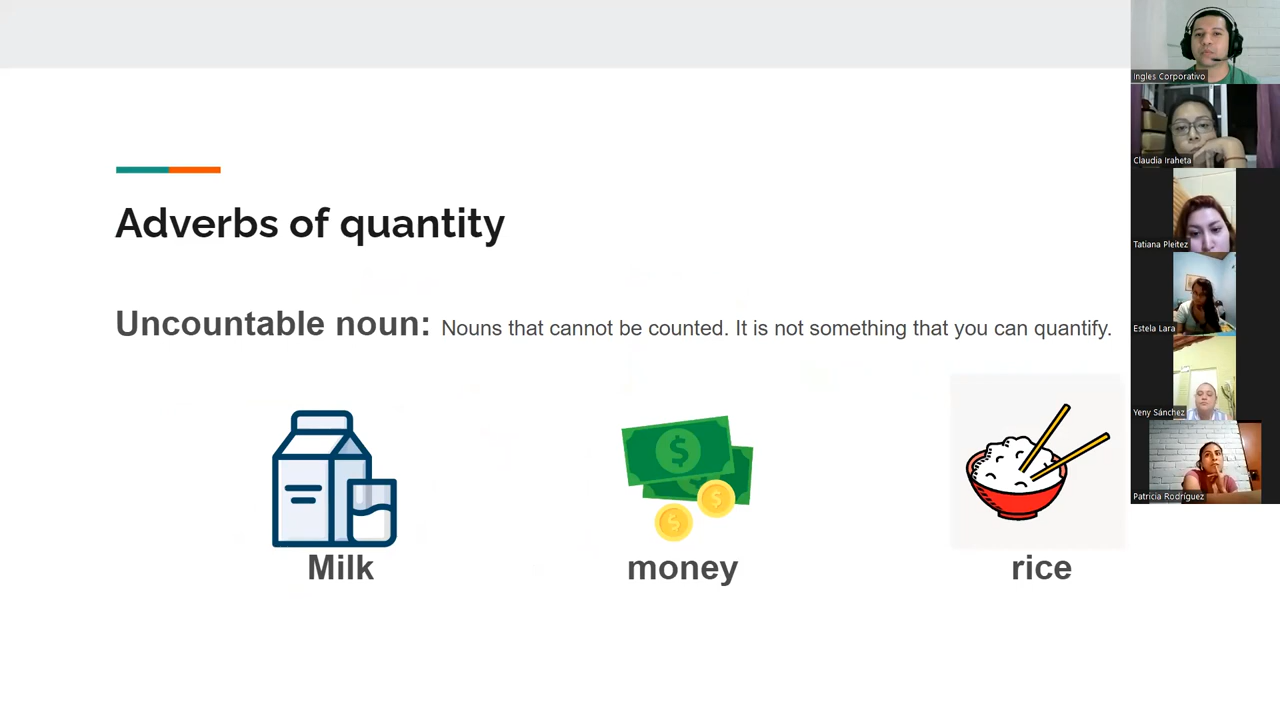 Adverbs of quantity
Uncountable noun: Nouns that cannot be counted. It is not something that you can quantify.
Milk
money
rice
Ingles Corporativo
Claudia Iraheta
Tatiana Pleitez
Estela Lara
Yeny Sánchez
Patricia Rodríguez